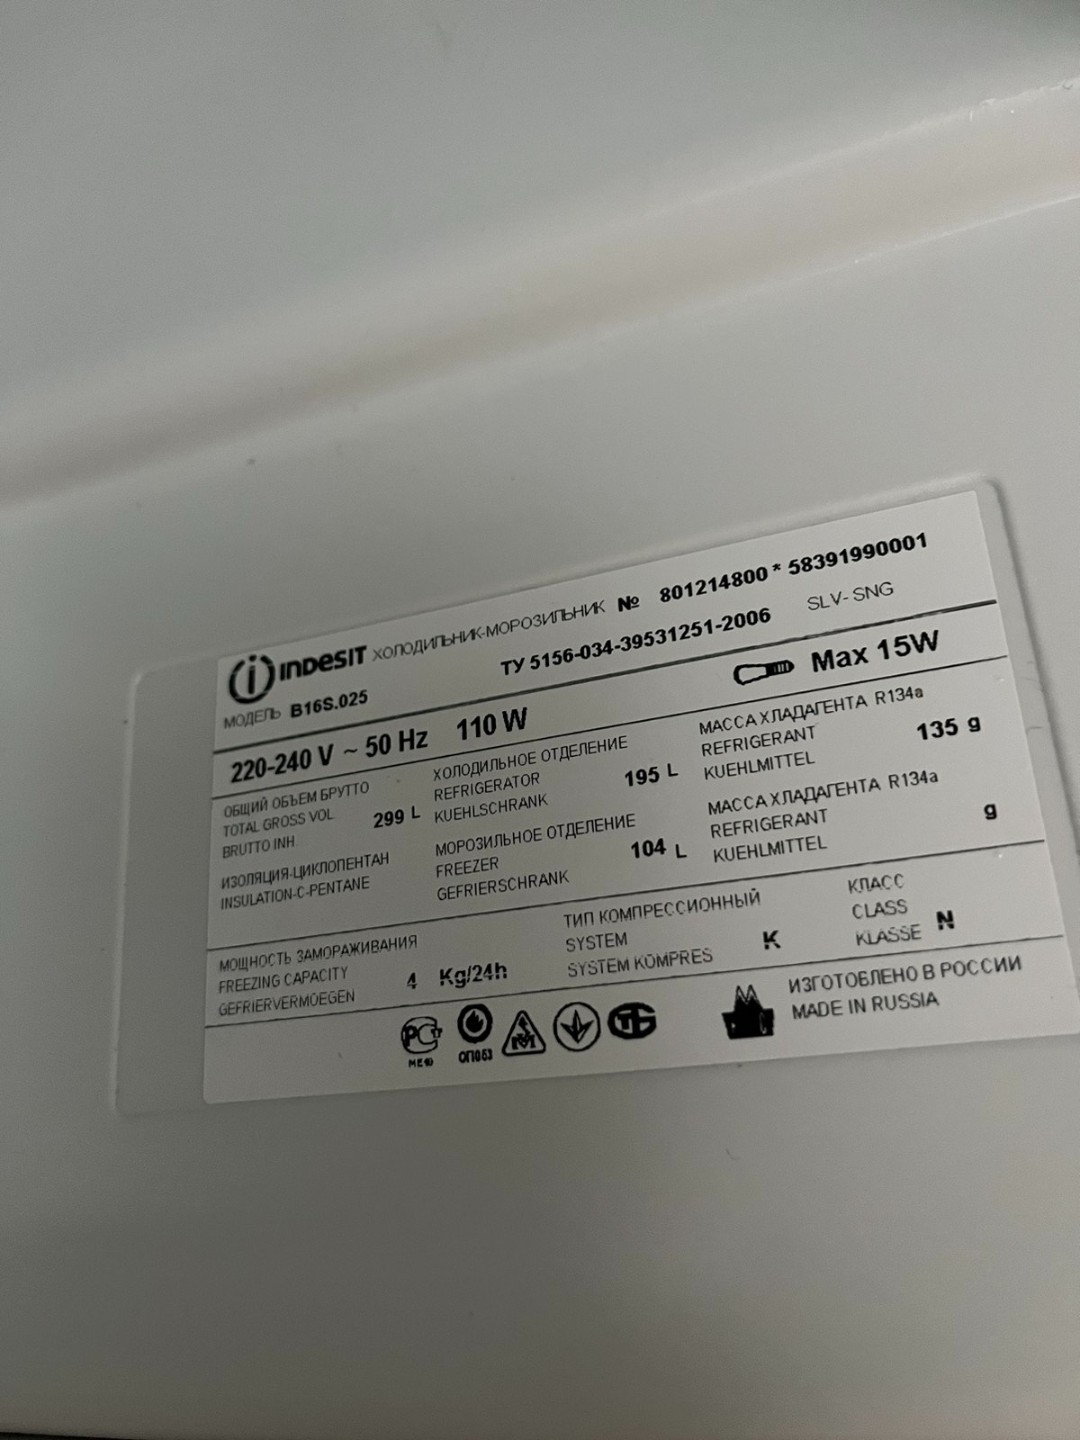 indesit ХОЛОДИЛЬНИК-МОРОЗИЛЬНИК № 801214800 * 58391990001
МОДЕЛЬ B16S.025 ТУ 5156-034-39531251-2006 SLV- SNG
220-240 V ~ 50 Hz 110 W Max 15W
ОБЩИЙ ОБЪЕМ БРУТТО
TOTAL GROSS VOL 299 L
BRUTTO INH
ХОЛОДИЛЬНОЕ ОТДЕЛЕНИЕ
REFRIGERATOR 195 L
KUEHLSCHRANK
МАССА ХЛАДАГЕНТА R134a
REFRIGERANT 135 g
KUEHLMITTEL
ИЗОЛЯЦИЯ-ЦИКЛОПЕНТАН
INSULATION-C-PENTANE
МОРОЗИЛЬНОЕ ОТДЕЛЕНИЕ
FREEZER 104 L
GEFRIERSCHRANK
МАССА ХЛАДАГЕНТА R134a
REFRIGERANT g
KUEHLMITTEL
МОЩНОСТЬ ЗАМОРАЖИВАНИЯ
FREEZING CAPACITY 4 Kg/24h
GEFRIERVERMOEGEN
ТИП КОМПРЕССИОННЫЙ
SYSTEM K
SYSTEM KOMPRES
КЛАСС
CLASS N
KLASSE
ОП063
ИЗГОТОВЛЕНО В РОССИИ
MADE IN RUSSIA